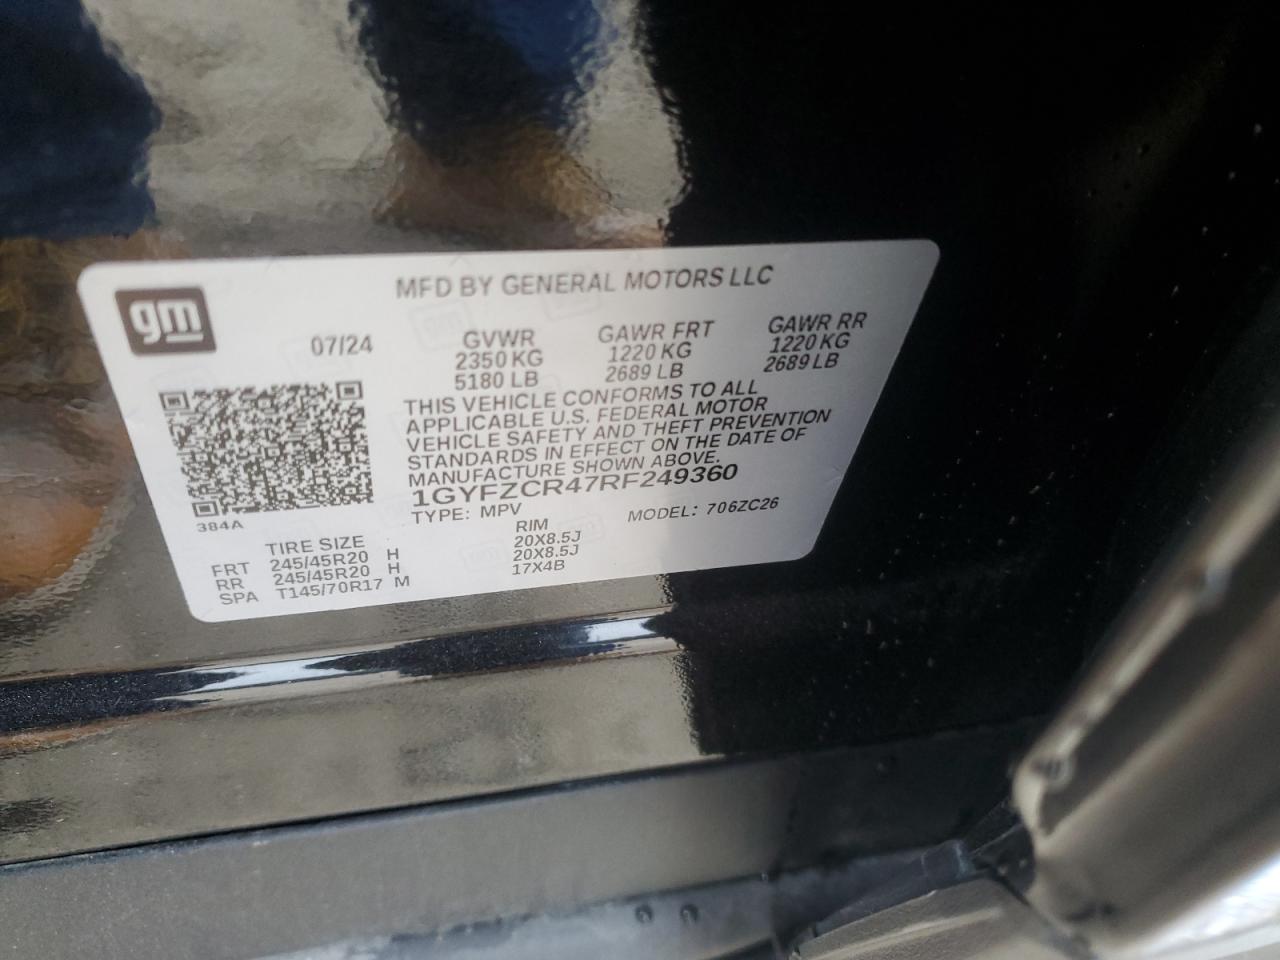 gm
MFD BY GENERAL MOTORS LLC
07/24
GVWR
2350 KG
5180 LB
GAWR FRT
1220 KG
2689 LB
GAWR RR
1220 KG
2689 LB
THIS VEHICLE CONFORMS TO ALL
APPLICABLE U.S. FEDERAL MOTOR
VEHICLE SAFETY AND THEFT PREVENTION
STANDARDS IN EFFECT ON THE DATE OF
MANUFACTURE SHOWN ABOVE.
1GYFZCR47RF249360
TYPE: MPV
MODEL: 706ZC26
384A
TIRE SIZE
RIM
FRT 245/45R20 H 20X8.5J
RR 245/45R20 H 20X8.5J
SPA T145/70R17 M 17X4B